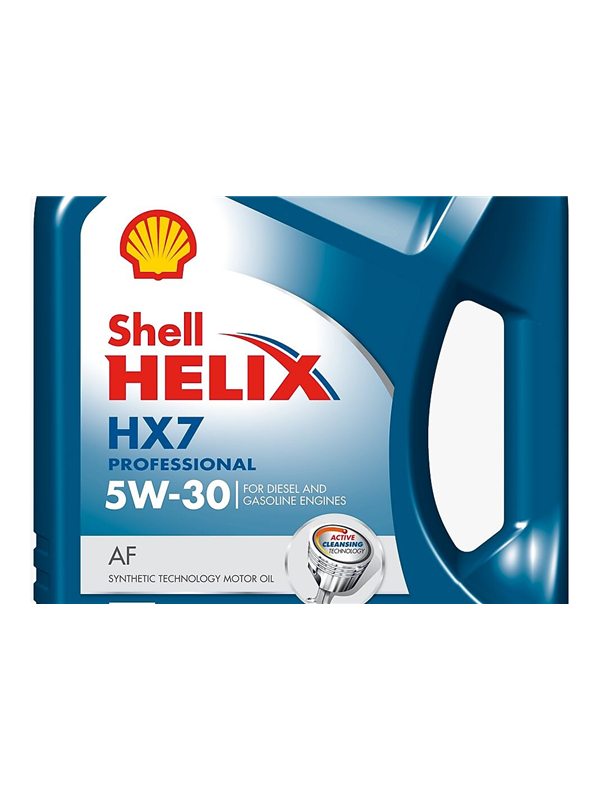 Shell
HELIX
HX7
PROFESSIONAL
5W-30
FOR DIESEL AND
GASOLINE ENGINES
ACTIVE
CLEANSING
TECHNOLOGY
AF
SYNTHETIC TECHNOLOGY MOTOR OIL